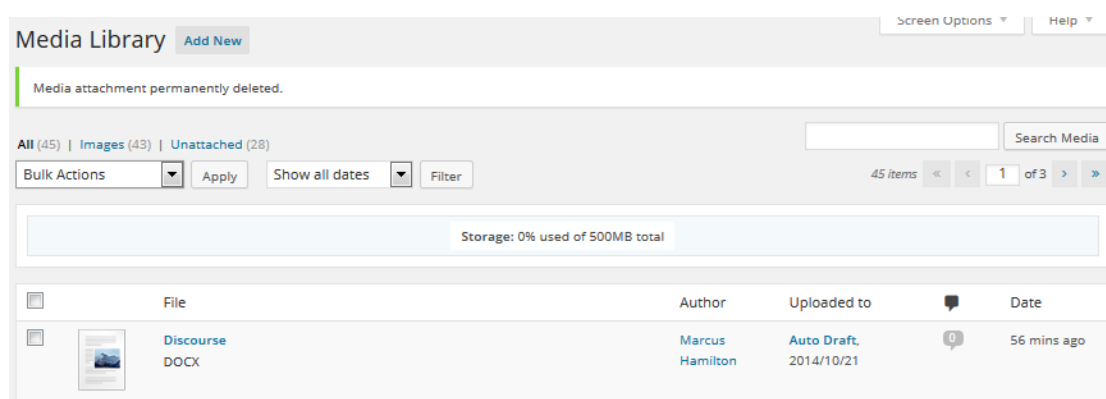 Screen Options Help
Media Library Add New
Media attachment permanently deleted.
All (45) | Images (43) | Unattached (28)
Search Media
Bulk Actions Apply Show all dates Filter 45 items « ‹ 1 of 3 › »
Storage: 0% used of 500MB total
File Author Uploaded to Date
Discourse Marcus Auto Draft, 0 56 mins ago
DOCX Hamilton 2014/10/21